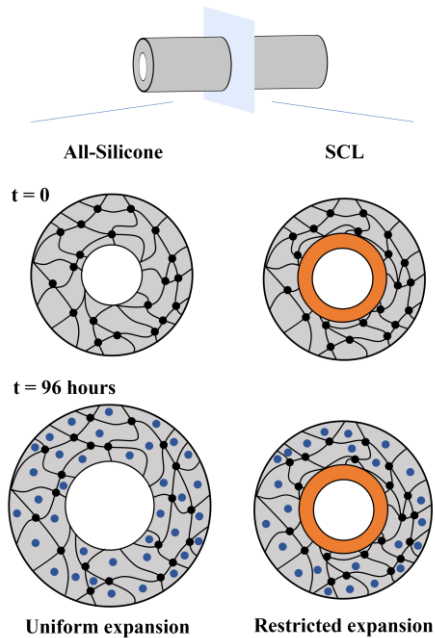 All-Silicone
SCL
t = 0
t = 96 hours
Uniform expansion
Restricted expansion